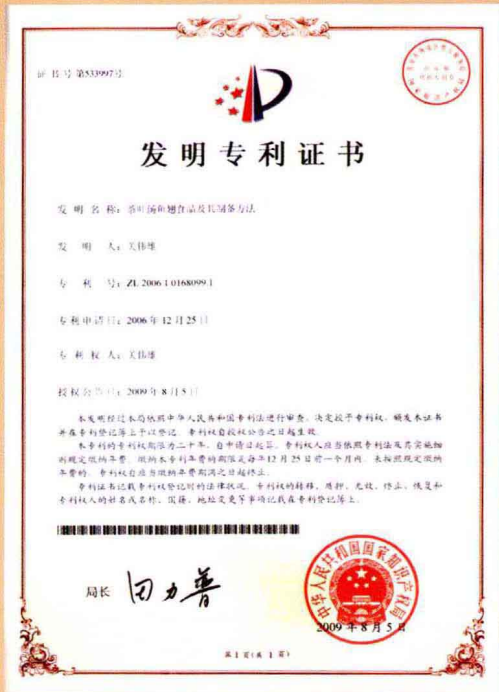 证书号第533997号
发明专利证书
发明名称：茶叶汤鱼翅食品及其制备方法
发明人：关伟雄
专利号：ZL 2006 1 0168099.1
专利申请日：2006年12月25日
专利权人：关伟雄
授权公告日：2009年8月5日
本发明经过本局依照中华人民共和国专利法进行审查，决定授予专利权，颁发本证书
并在专利登记簿上予以登记。专利权自授权公告之日起生效。
本专利的专利权期限为二十年，自申请日起算。专利权人应当依照专利法及其实施细
则规定缴纳年费。缴纳本专利年费的期限是每年12月25日前一个月内。未按照规定缴纳
年费的，专利权自应当缴纳年费期满之日起终止。
专利证书记载专利权登记时的法律状况。专利权的转移、质押、无效、终止、恢复和
专利权人的姓名或名称、国籍、地址变更等事项记载在专利登记簿上。
局长 田力普
中华人民共和国国家知识产权局
2009年8月5日
第1页(共1页)